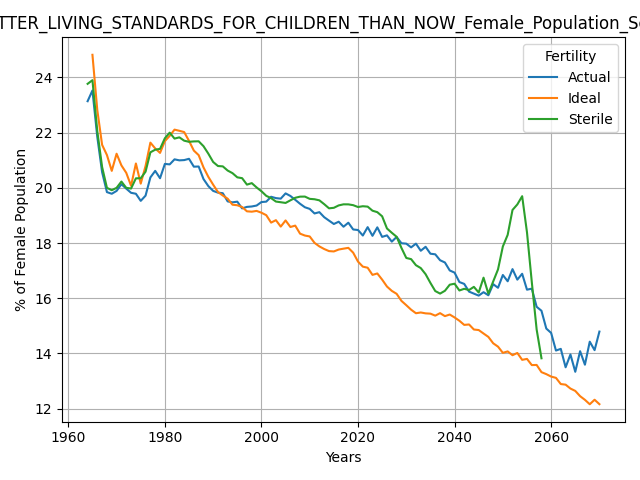 TTER_LIVING_STANDARDS_FOR_CHILDREN_THAN_NOW_Female_Population_S
Fertility
Actual
Ideal
Sterile
% of Female Population
24
22
20
18
16
14
12
1960 1980 2000 2020 2040 2060
Years